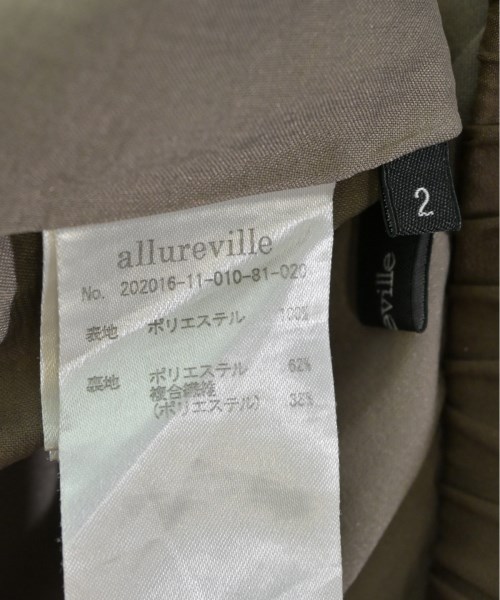 2
allureville
eville
No. 202016-11-010-81-020
表地 ポリエステル 100%
裏地 ポリエステル 62%
複合繊維
(ポリエステル) 38%